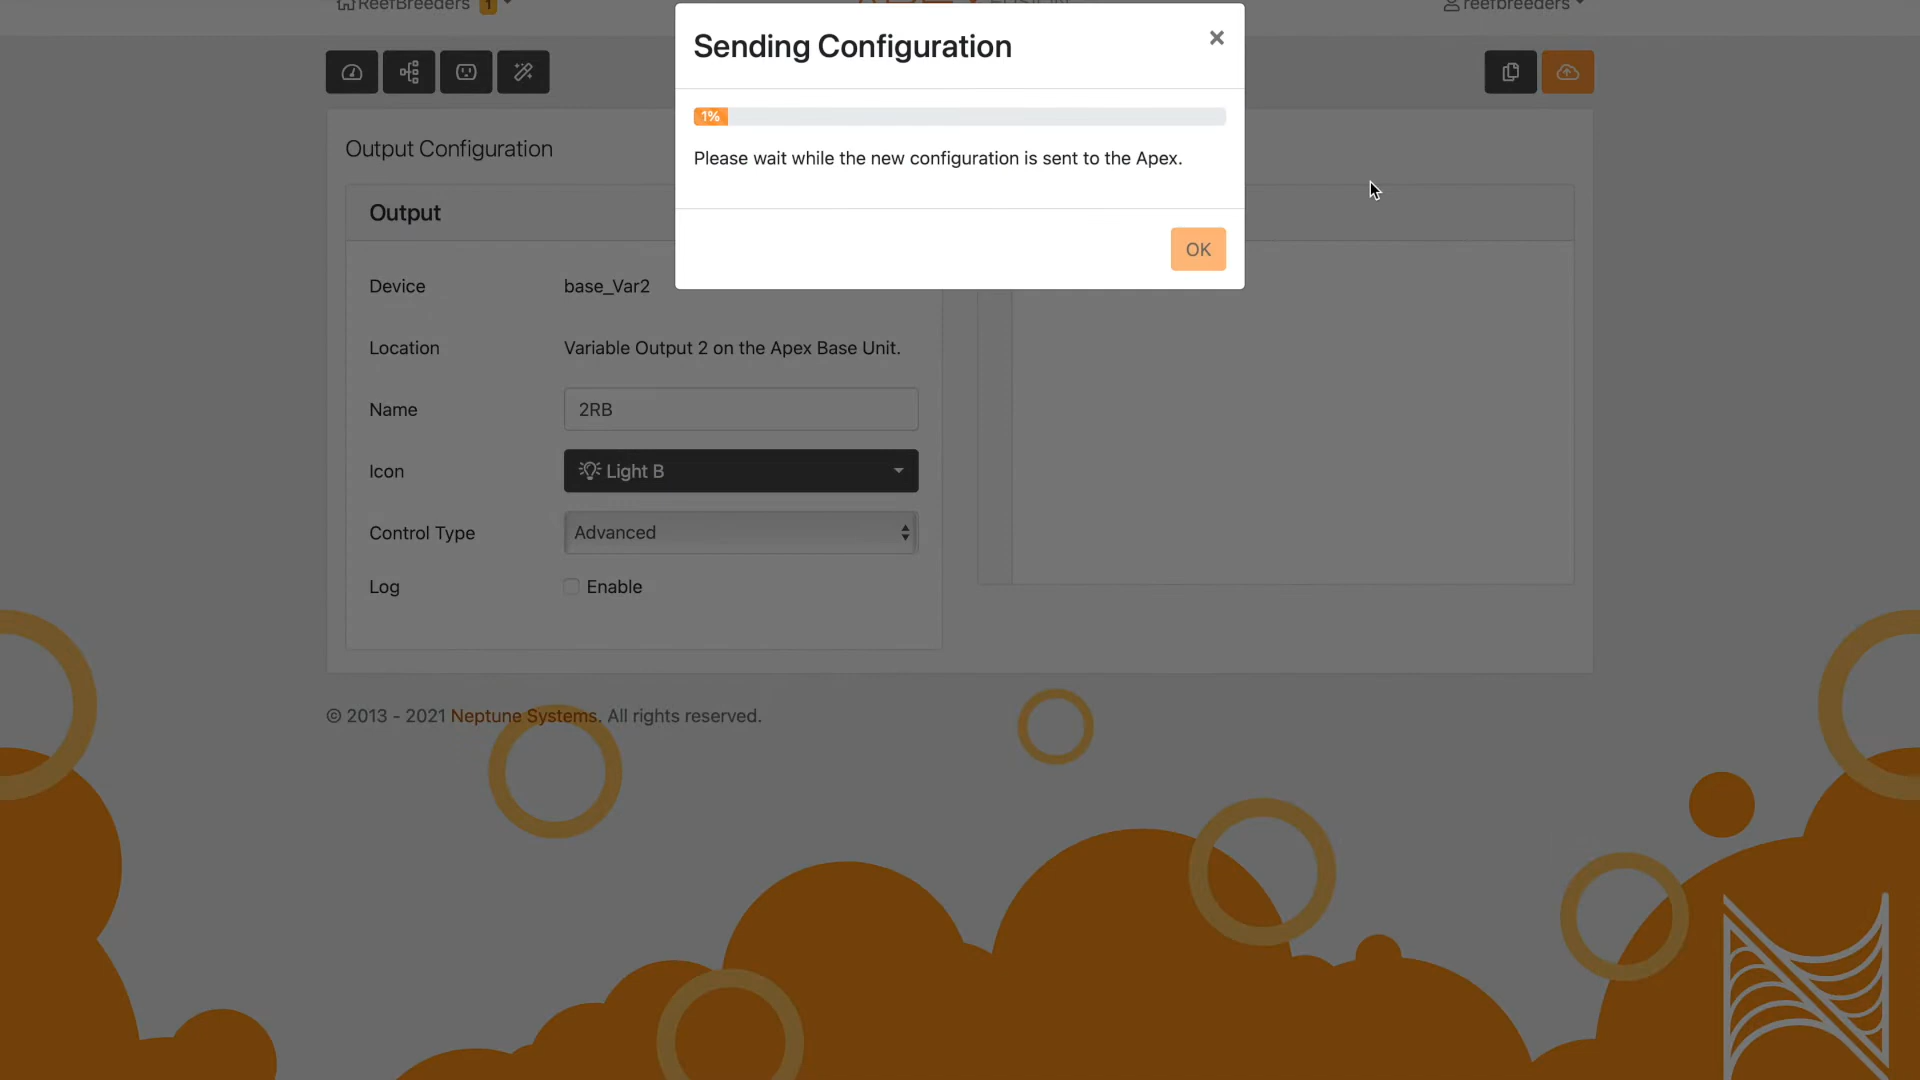 ReefBreeders 1
reefbreeders
Sending Configuration ×
1%
Please wait while the new configuration is sent to the Apex.
OK
Output Configuration
Output
Device base_Var2
Location Variable Output 2 on the Apex Base Unit.
Name 2RB
Icon Light B
Control Type Advanced
Log Enable
© 2013 - 2021 Neptune Systems. All rights reserved.